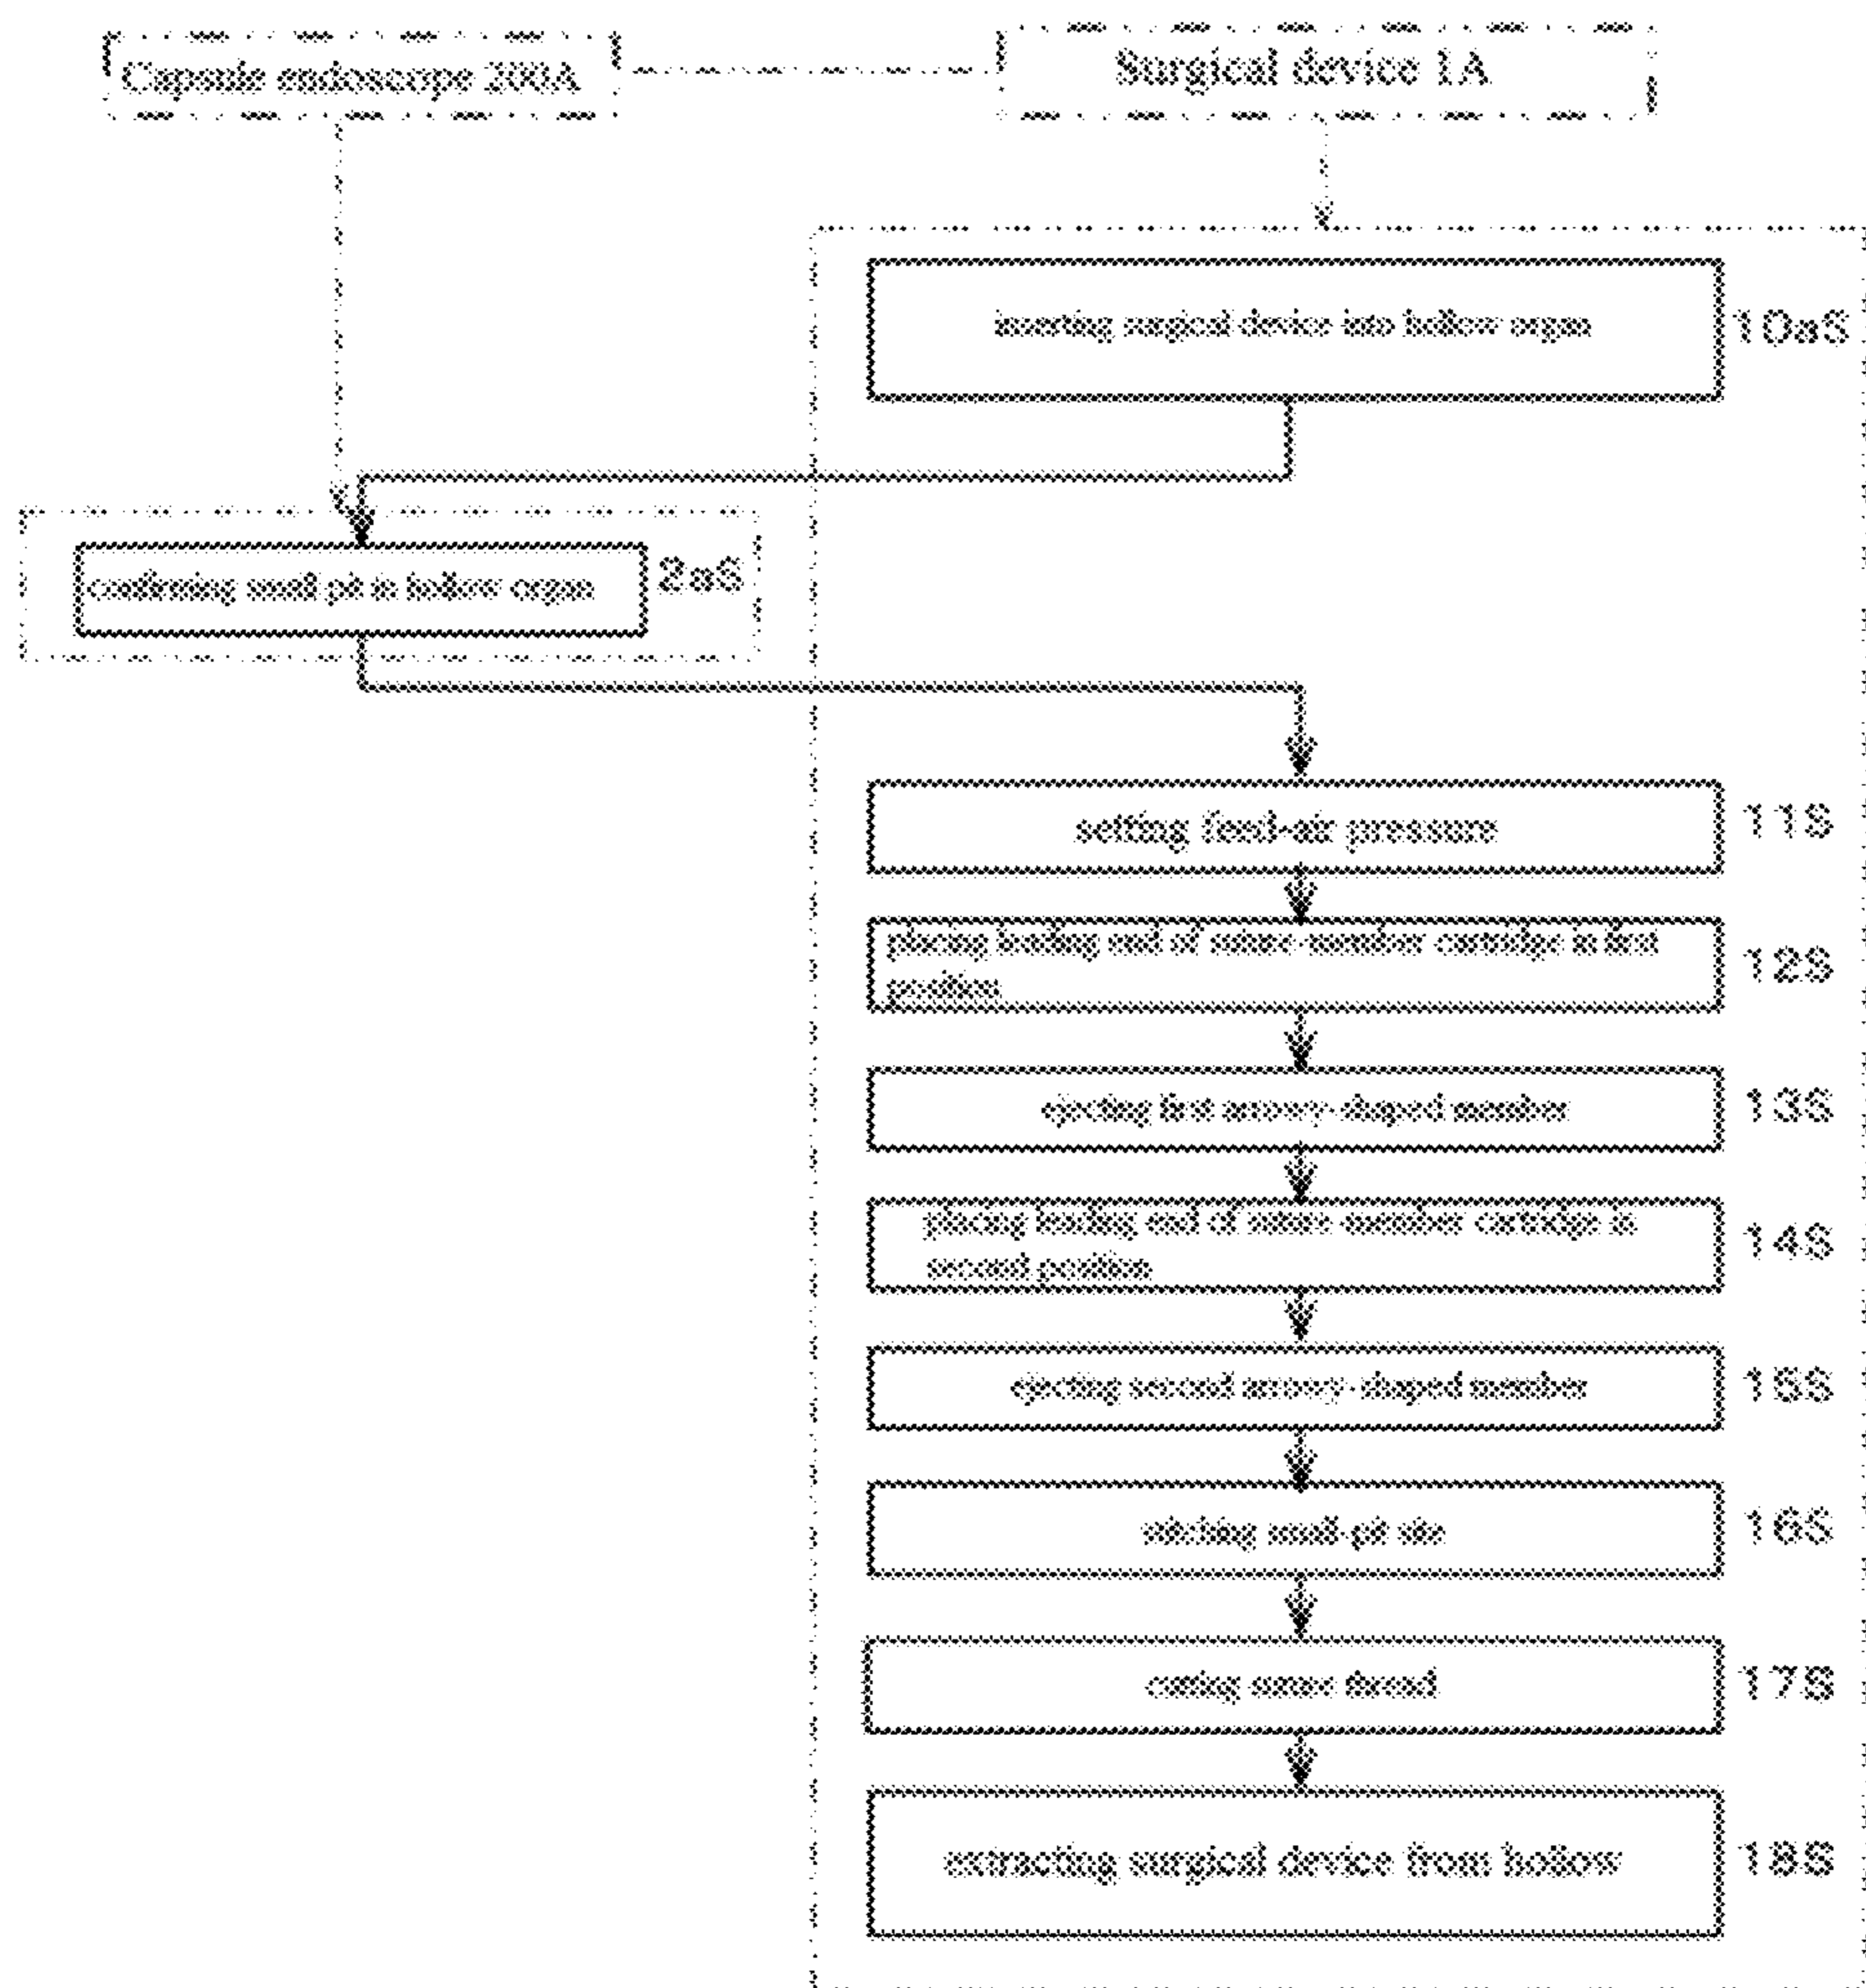 Capsule endoscope 200A
Surgical device 1A
inserting surgical device into hollow organ
10aS
confirming small pit in hollow organ
2aS
setting feed-air pressure
11S
placing leading end of suture-member cartridge in first
position
12S
ejecting first arrowy-shaped member
13S
placing leading end of suture-member cartridge in
second position
14S
ejecting second arrowy-shaped member
15S
stitching small-pit site
16S
cutting suture thread
17S
extracting surgical device from hollow
18S